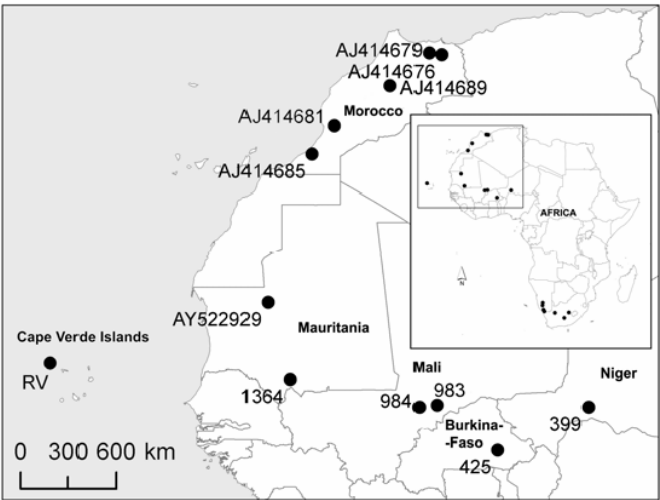 AJ414679
AJ414676
AJ414689
AJ414681
Morocco
AJ414685
AFRICA
N
AY522929
Mauritania
Cape Verde Islands
RV
Mali
Niger
1364
984
983
399
Burkina-
-Faso
425
0 300 600 km